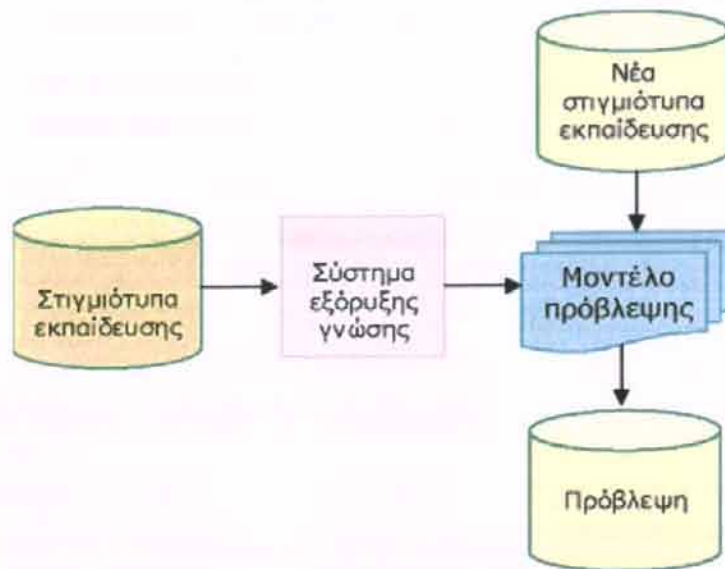 Νέα
στιγμιότυπα
εκπαίδευσης
Στιγμιότυπα
εκπαίδευσης
Σύστημα
εξόρυξης
γνώσης
Μοντέλο
πρόβλεψης
Πρόβλεψη